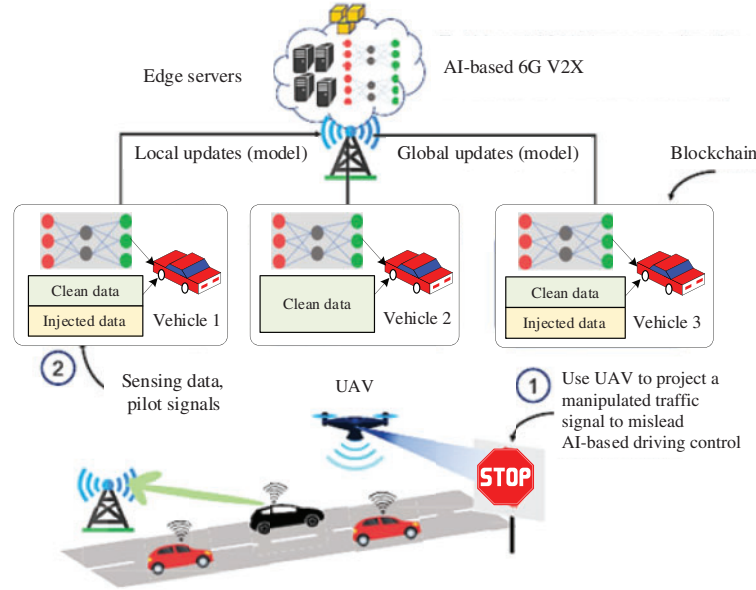 Edge servers
AI-based 6G V2X
Local updates (model)
Global updates (model)
Blockchain
Clean data
Injected data
Vehicle 1
Clean data
Vehicle 2
Clean data
Injected data
Vehicle 3
2
Sensing data,
pilot signals
UAV
1
Use UAV to project a
manipulated traffic
signal to mislead
AI-based driving control
STOP